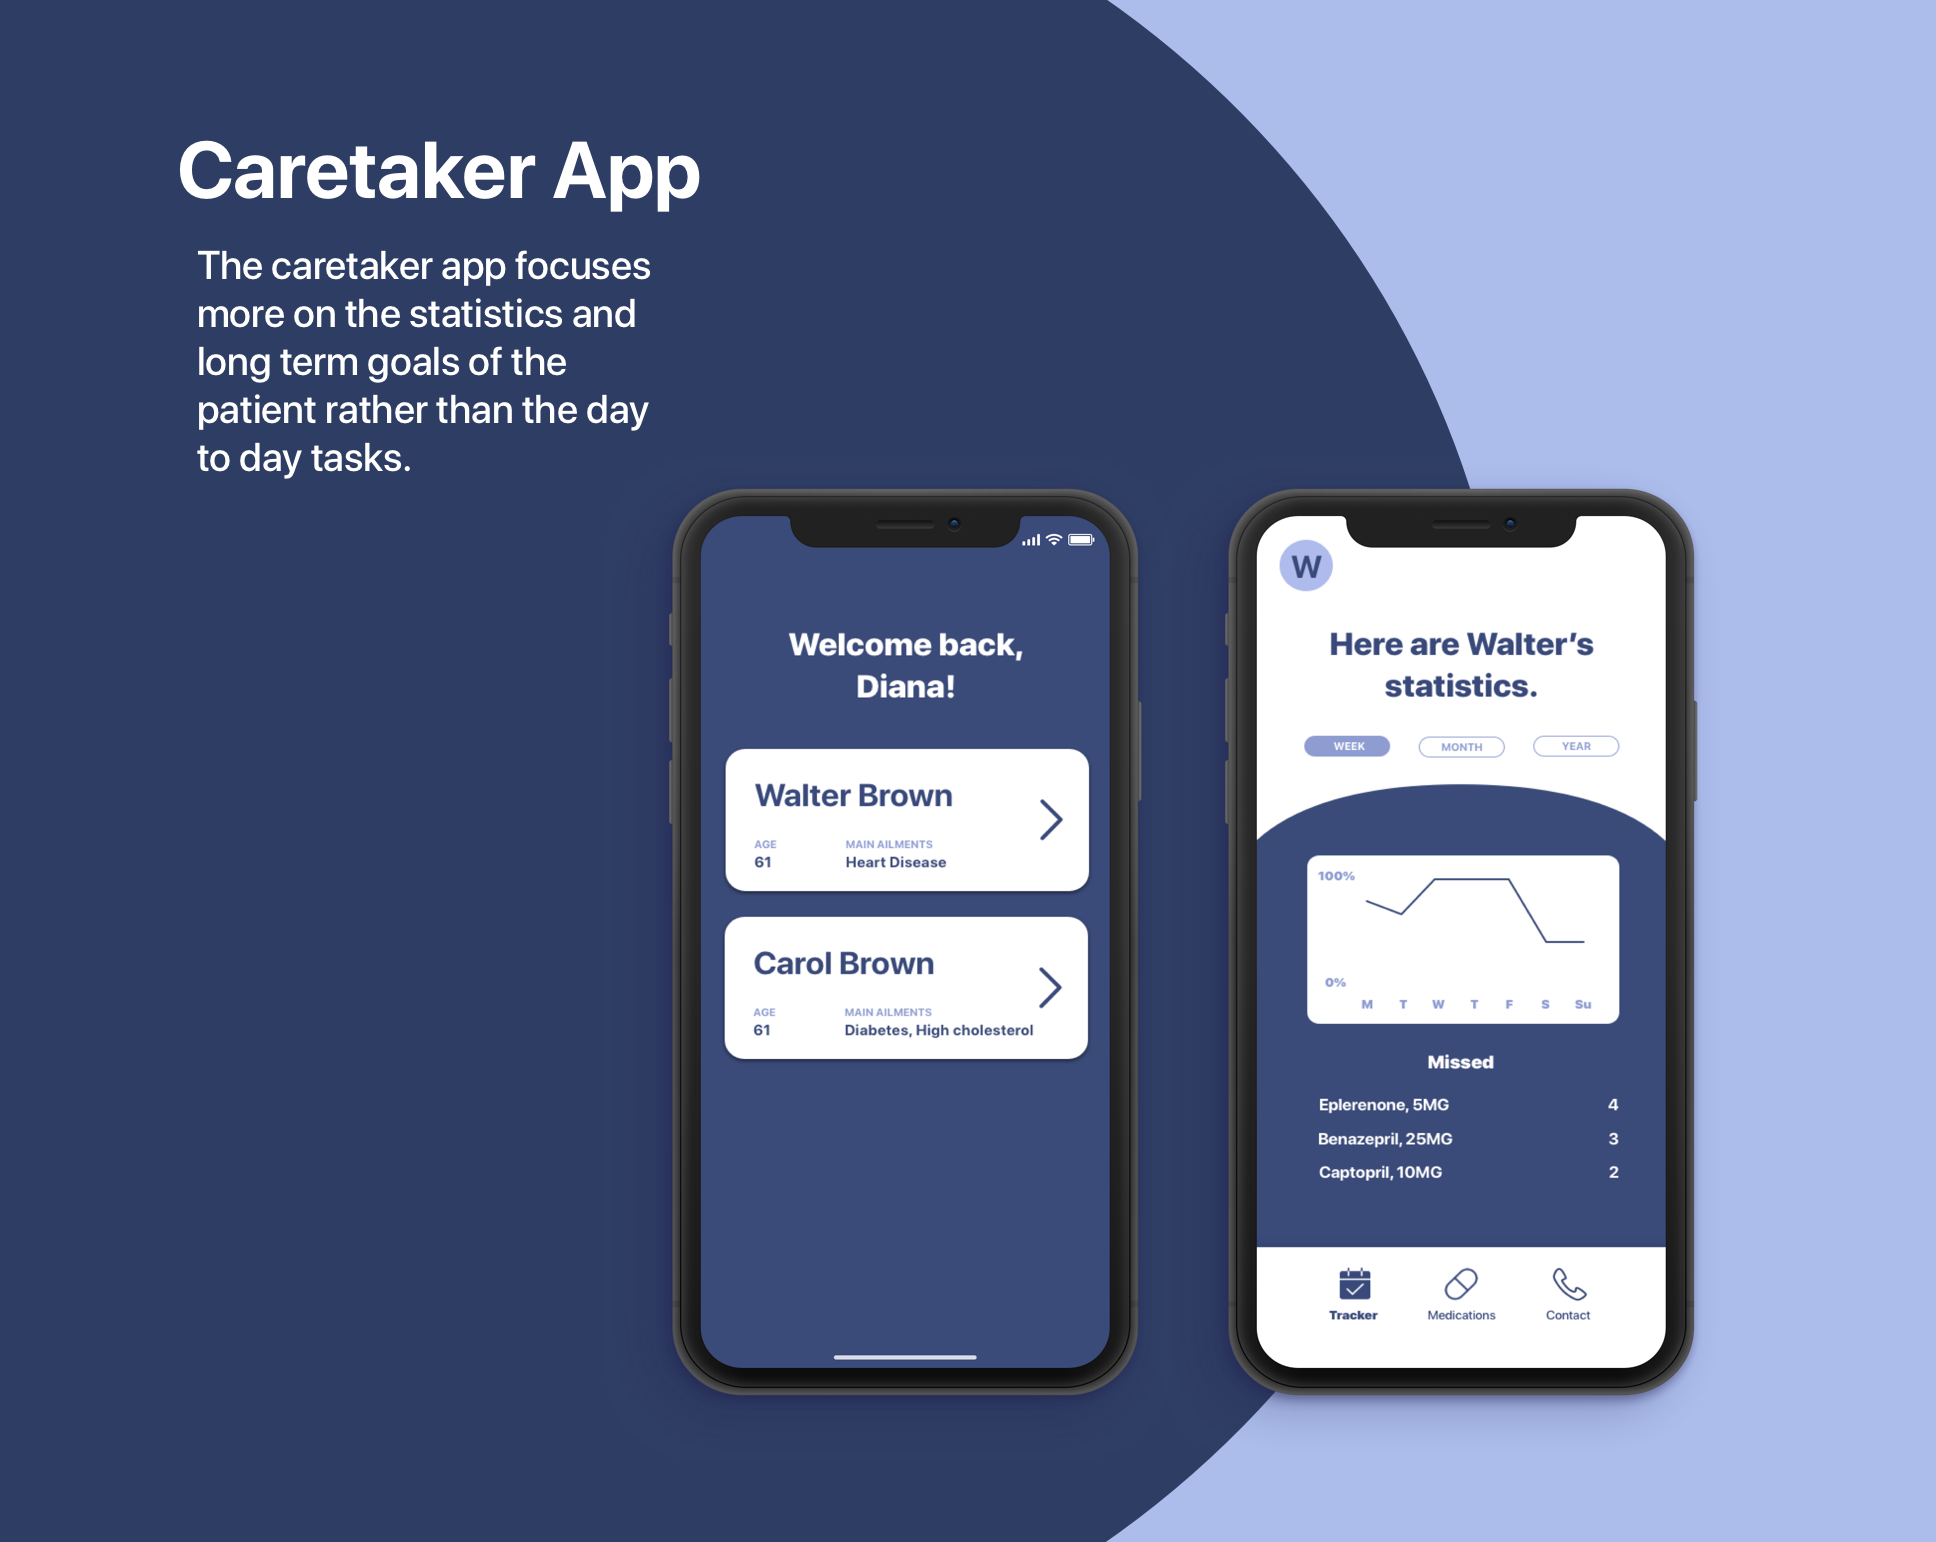 Caretaker App
The caretaker app focuses
more on the statistics and
long term goals of the
patient rather than the day
to day tasks.
Welcome back,
Diana!
Walter Brown
AGE MAIN AILMENTS
61 Heart Disease
Carol Brown
AGE MAIN AILMENTS
61 Diabetes, High cholesterol
W
Here are Walter’s
statistics.
WEEK MONTH YEAR
100%
0%
M T W T F S Su
Missed
Eplerenone, 5MG 4
Benazepril, 25MG 3
Captopril, 10MG 2
Tracker Medications Contact